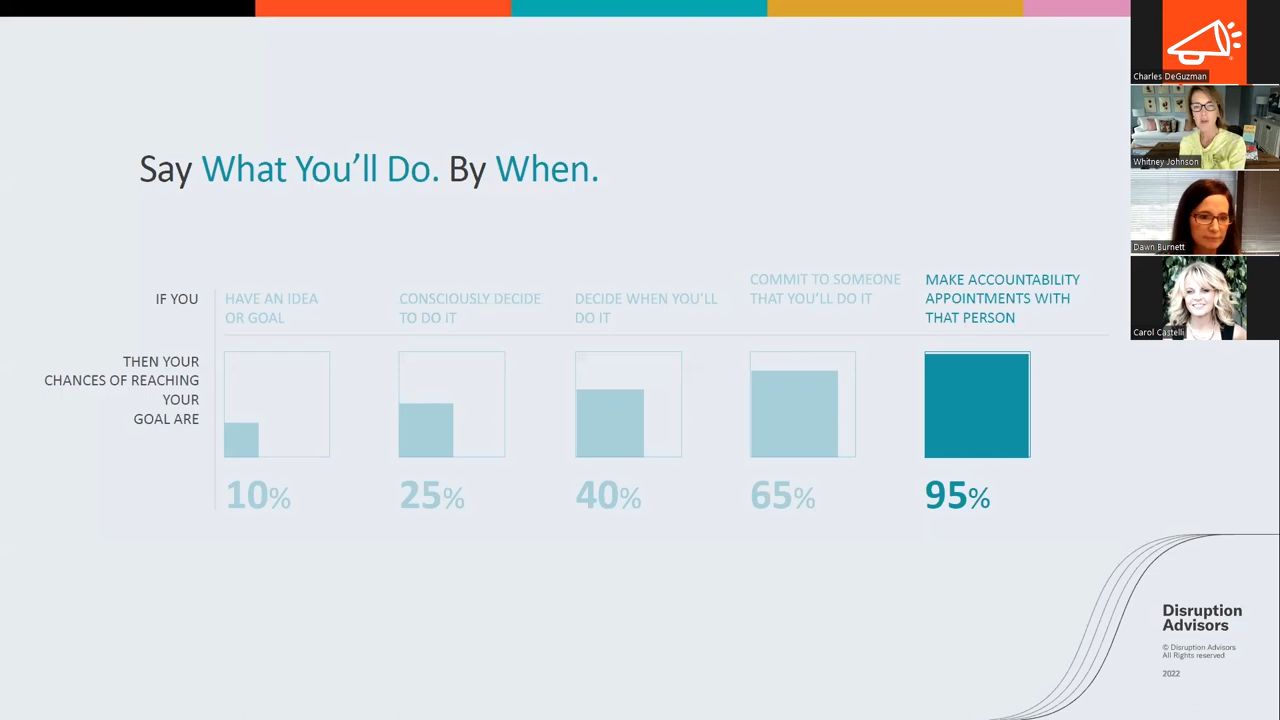 Say What You'll Do. By When.
IF YOU
HAVE AN IDEA
OR GOAL
CONSCIOUSLY DECIDE
TO DO IT
DECIDE WHEN YOU'LL
DO IT
COMMIT TO SOMEONE
THAT YOU'LL DO IT
MAKE ACCOUNTABILITY
APPOINTMENTS WITH
THAT PERSON
THEN YOUR
CHANCES OF REACHING
YOUR
GOAL ARE
10%
25%
40%
65%
95%
Charles DeGuzman
Whitney Johnson
Dawn Burnett
Carol Castelli
Disruption
Advisors
© Disruption Advisors
All Rights reserved
2022